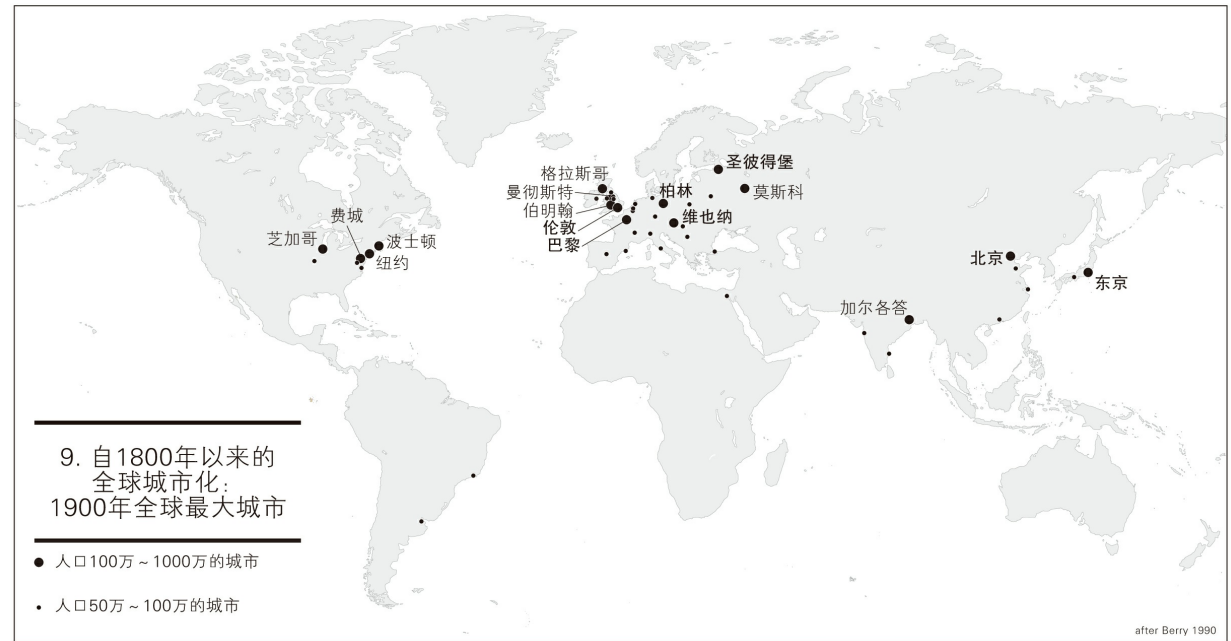 圣彼得堡
格拉斯哥
曼彻斯特
柏林
莫斯科
伯明翰
维也纳
伦敦
巴黎
费城
芝加哥
波士顿
纽约
北京
东京
加尔各答
9. 自1800年以来的
全球城市化:
1900年全球最大城市
人口100万~1000万的城市
人口50万~100万的城市
after Berry 1990